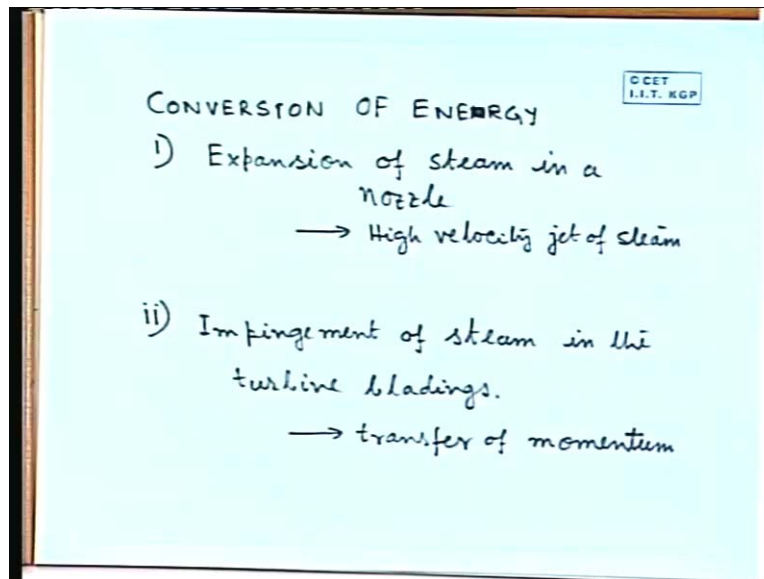 © CET
I.I.T. KGP
CONVERSION OF ENERGY
i) Expansion of steam in a
nozzle
→ High velocity jet of steam
ii) Impingement of steam in the
turbine bladings.
→ transfer of momentum